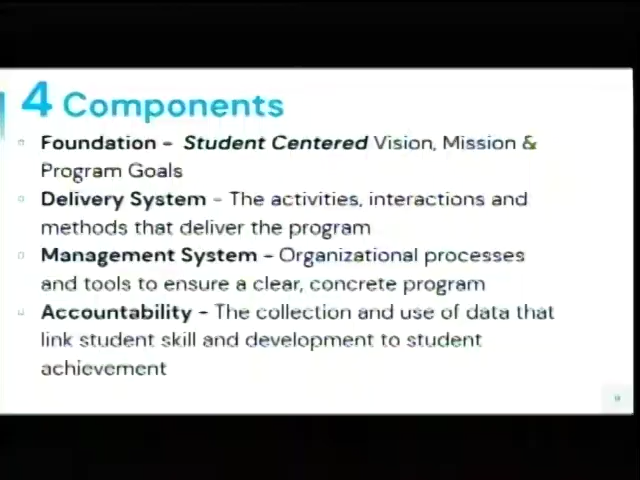 4 Components
Foundation - Student Centered Vision, Mission &
Program Goals
Delivery System - The activities, interactions and
methods that deliver the program
Management System - Organizational processes
and tools to ensure a clear, concrete program
Accountability - The collection and use of data that
link student skill and development to student
achievement